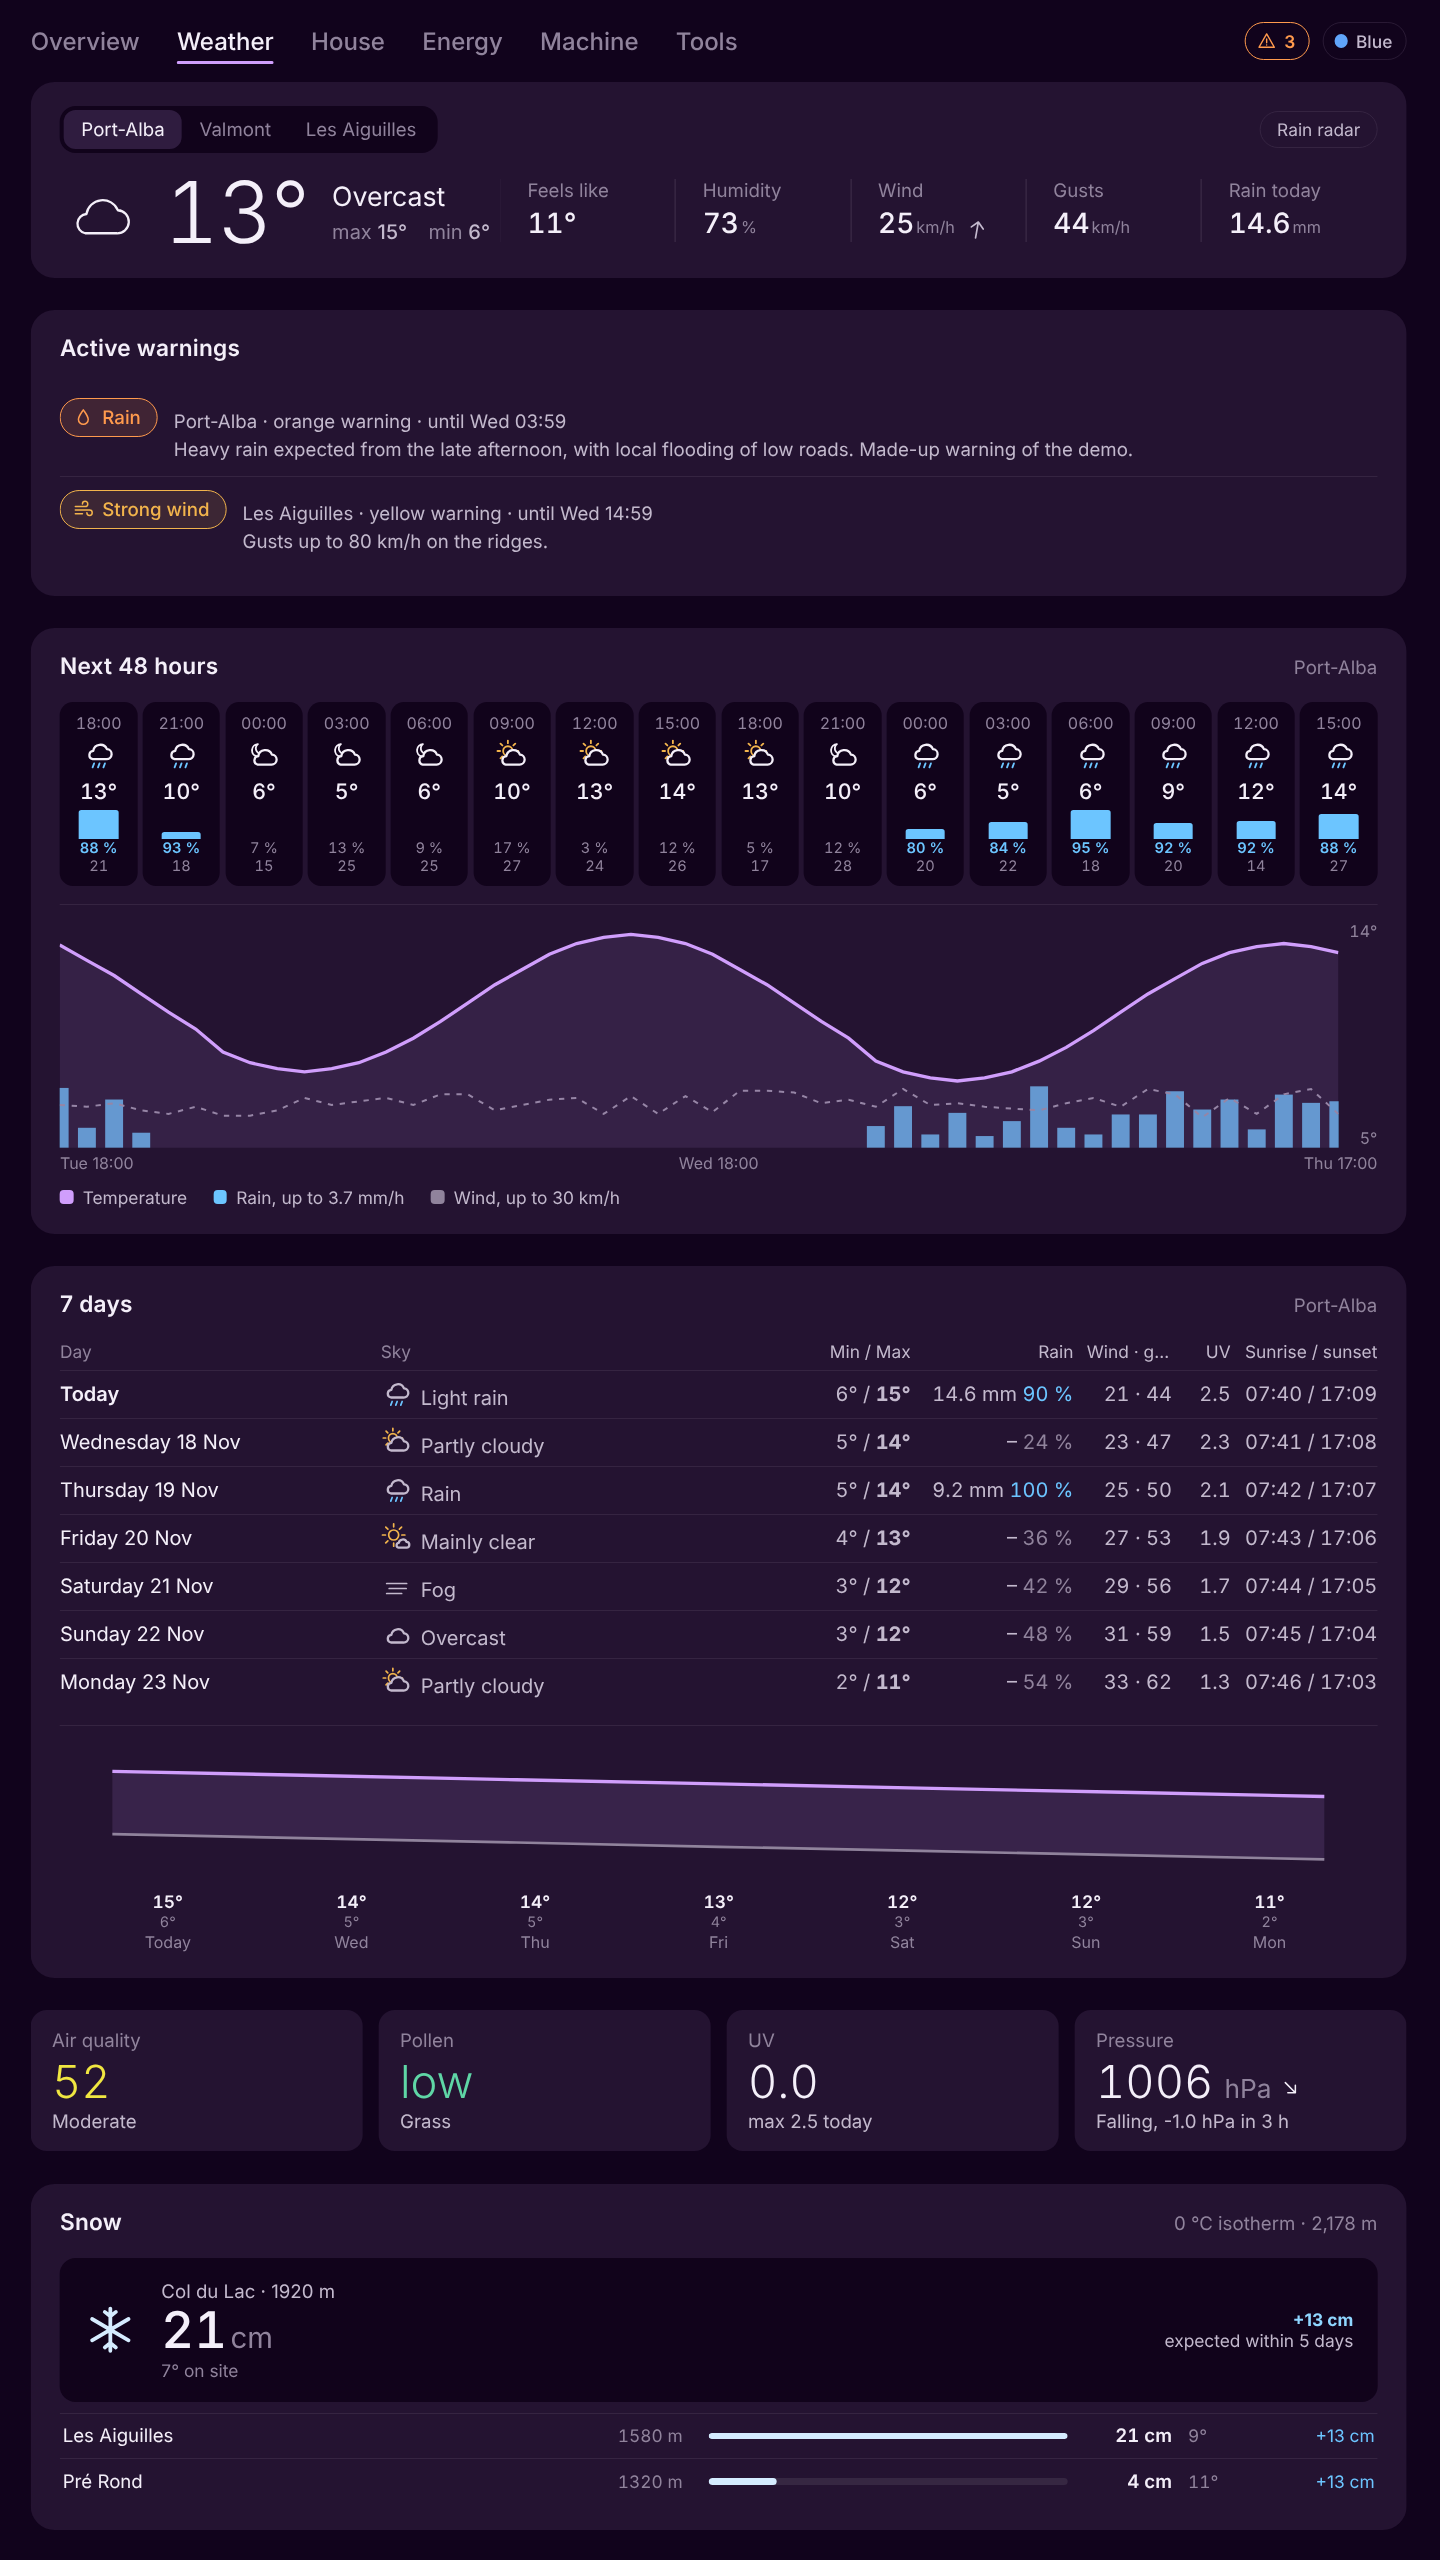 Overview Weather House Energy Machine Tools 3 Blue
Port-Alba Valmont Les Aiguilles Rain radar
13° Overcast max 15° min 6°
Feels like 11°
Humidity 73 %
Wind 25 km/h
Gusts 44 km/h
Rain today 14.6 mm
Active warnings
Rain
Port-Alba · orange warning · until Wed 03:59
Heavy rain expected from the late afternoon, with local flooding of low roads. Made-up warning of the demo.
Strong wind
Les Aiguilles · yellow warning · until Wed 14:59
Gusts up to 80 km/h on the ridges.
Next 48 hours Port-Alba
18:00 21:00 00:00 03:00 06:00 09:00 12:00 15:00 18:00 21:00 00:00 03:00 06:00 09:00 12:00 15:00
13° 10° 6° 5° 6° 10° 13° 14° 13° 10° 6° 5° 6° 9° 12° 14°
88 % 93 % 7 % 13 % 9 % 17 % 3 % 12 % 5 % 12 % 80 % 84 % 95 % 92 % 92 % 88 %
21 18 15 25 25 27 24 26 17 28 20 22 18 20 14 27
14°
5°
Tue 18:00 Wed 18:00 Thu 17:00
Temperature Rain, up to 3.7 mm/h Wind, up to 30 km/h
7 days Port-Alba
Day Sky Min / Max Rain Wind · g... UV Sunrise / sunset
Today Light rain 6° / 15° 14.6 mm 90 % 21 · 44 2.5 07:40 / 17:09
Wednesday 18 Nov Partly cloudy 5° / 14° – 24 % 23 · 47 2.3 07:41 / 17:08
Thursday 19 Nov Rain 5° / 14° 9.2 mm 100 % 25 · 50 2.1 07:42 / 17:07
Friday 20 Nov Mainly clear 4° / 13° – 36 % 27 · 53 1.9 07:43 / 17:06
Saturday 21 Nov Fog 3° / 12° – 42 % 29 · 56 1.7 07:44 / 17:05
Sunday 22 Nov Overcast 3° / 12° – 48 % 31 · 59 1.5 07:45 / 17:04
Monday 23 Nov Partly cloudy 2° / 11° – 54 % 33 · 62 1.3 07:46 / 17:03
15° 14° 14° 13° 12° 12° 11°
6° 5° 5° 4° 3° 3° 2°
Today Wed Thu Fri Sat Sun Mon
Air quality
52
Moderate
Pollen
low
Grass
UV
0.0
max 2.5 today
Pressure
1006 hPa
Falling, -1.0 hPa in 3 h
Snow 0 °C isotherm · 2,178 m
Col du Lac · 1920 m
21 cm
7° on site
+13 cm
expected within 5 days
Les Aiguilles 1580 m 21 cm 9° +13 cm
Pré Rond 1320 m 4 cm 11° +13 cm